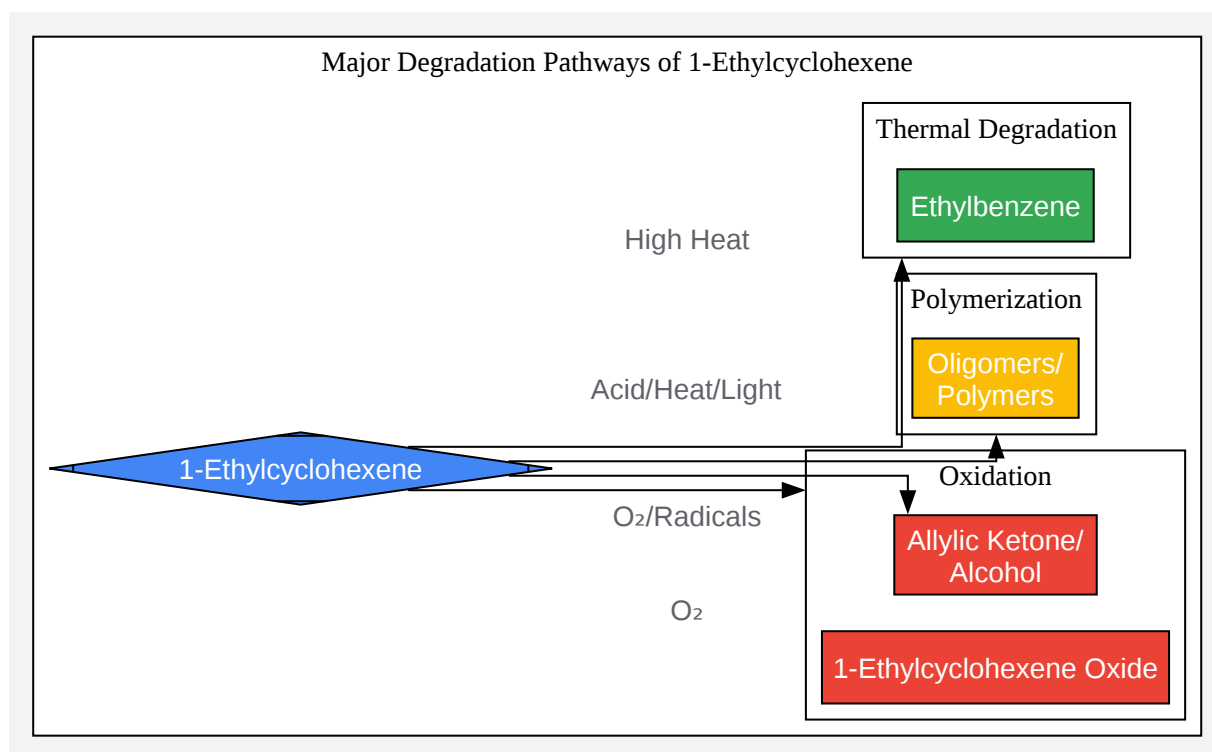 Major Degradation Pathways of 1-Ethylcyclohexene
Thermal Degradation
Ethylbenzene
High Heat
Polymerization
Oligomers/
Polymers
Acid/Heat/Light
1-Ethylcyclohexene
Oxidation
O₂/Radicals
Allylic Ketone/
Alcohol
O₂
1-Ethylcyclohexene Oxide